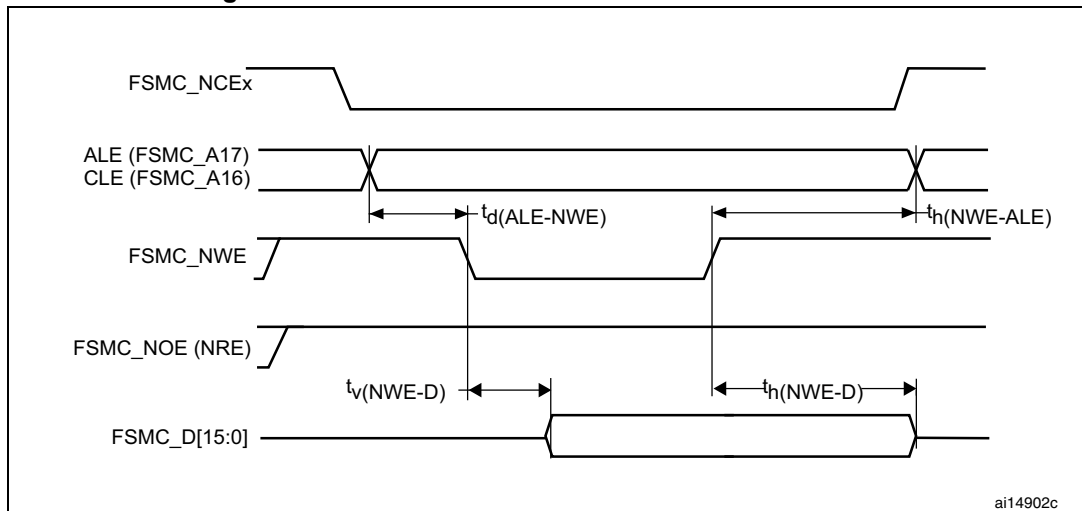 FSMC_NCEx
ALE (FSMC_A17)
CLE (FSMC_A16)
td(ALE-NWE)
th(NWE-ALE)
FSMC_NWE
FSMC_NOE (NRE)
tv(NWE-D)
th(NWE-D)
FSMC_D[15:0]
ai14902c